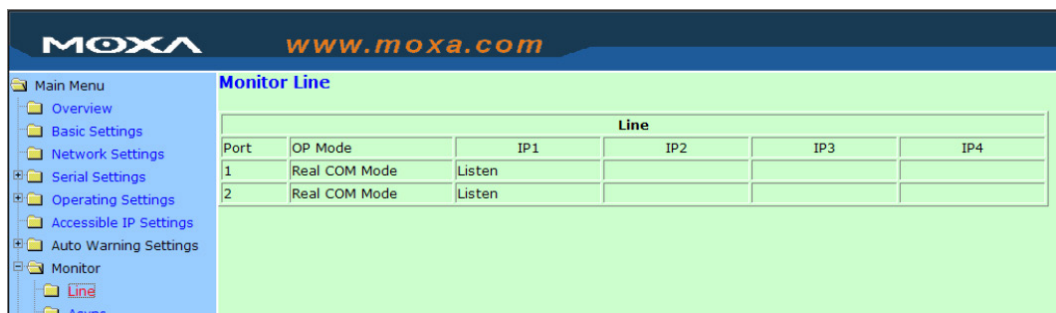 MOXA www.moxa.com
Main Menu
Overview
Basic Settings
Network Settings
Serial Settings
Operating Settings
Accessible IP Settings
Auto Warning Settings
Monitor
Line
Async
Monitor Line
Line
Port OP Mode IP1 IP2 IP3 IP4
1 Real COM Mode Listen
2 Real COM Mode Listen